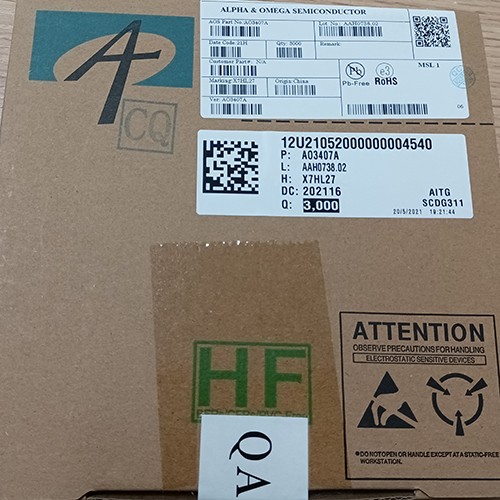 ALPHA & OMEGA SEMICONDUCTOR
AOS Part No:AO3407A
Lot No: AAH0738.02
Date Code:21H
Qty: 3000
Remark:
Customer Part#: N/A
Marking:X7HL27
Origin:China
Ver:AO3407A
Pb
e3
Pb-Free
RoHS
MSL 1
06
A
CQ
12U21052000000004540
P: AO3407A
L: AAH0738.02
H: X7HL27
DC: 202116
Q: 3,000
AITG
SCDG311
20/5/2021 19:21:44
HF
ATTENTION
OBSERVE PRECAUTIONS FOR HANDLING
ELECTROSTATIC SENSITIVE DEVICES
●DO NOT OPEN OR HANDLE EXCEPT AT A STATIC FREE
WORKSTATION.
QA